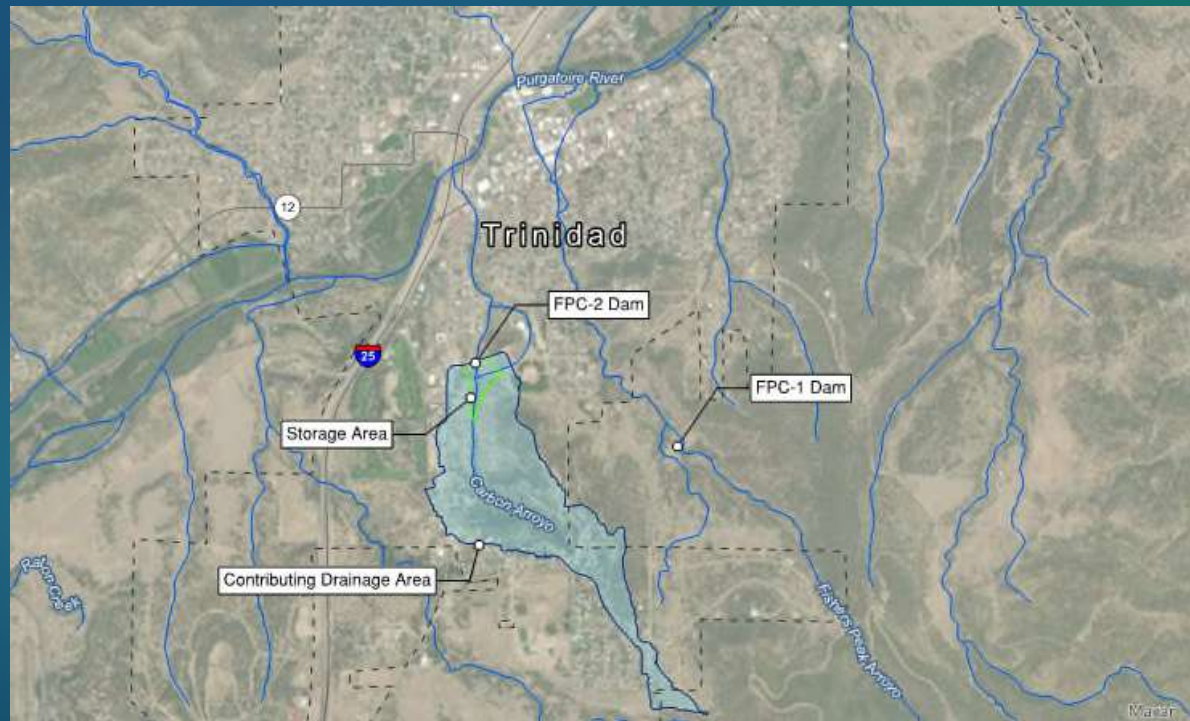 Purgatoire River
12
Trinidad
FPC-2 Dam
25
FPC-1 Dam
Storage Area
Carbon Arroyo
Contributing Drainage Area
Raton Creek
Fishers Peak Arroyo
Maxar